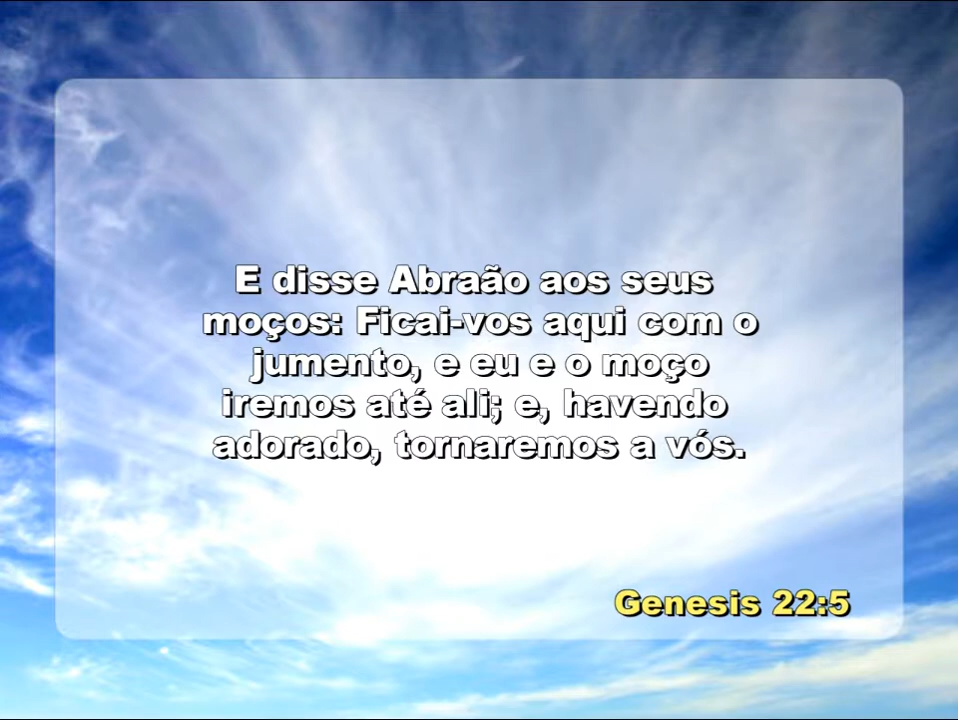 E disse Abraão aos seus
moços: Ficai-vos aqui com o
jumento, e eu e o moço
iremos até ali; e, havendo
adorado, tornaremos a vós.
Genesis 22:5